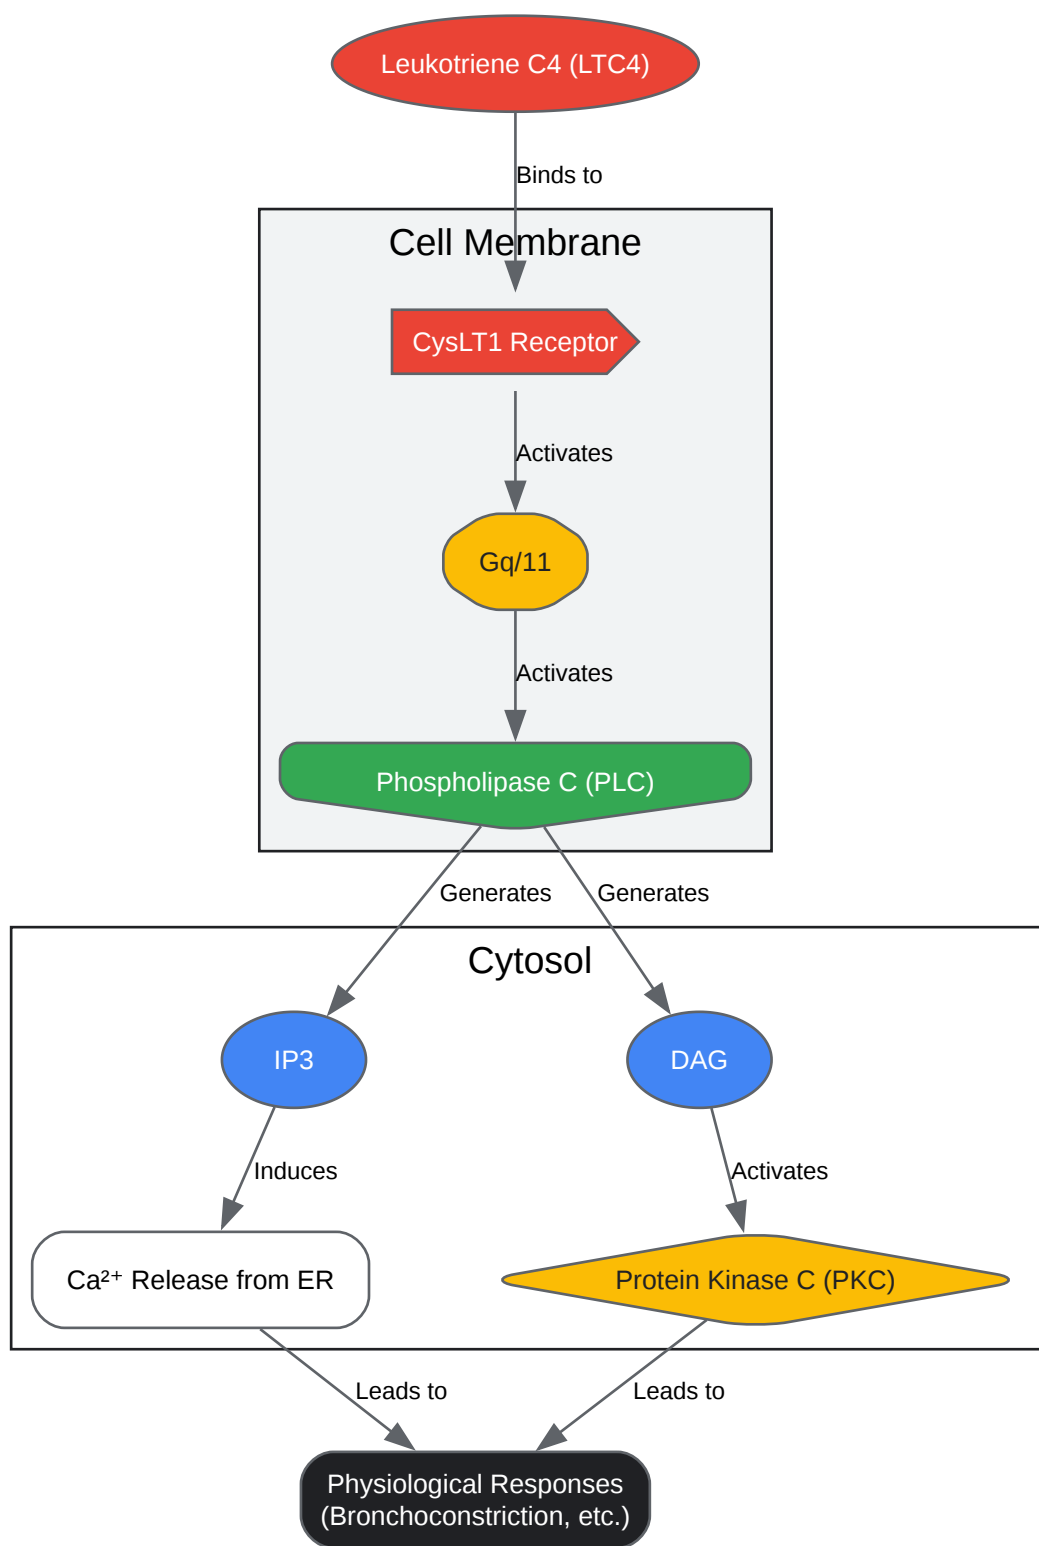 Leukotriene C4 (LTC4)
Binds to
Cell Membrane
CysLT1 Receptor
Activates
Gq/11
Activates
Phospholipase C (PLC)
Generates
Generates
Cytosol
IP3
DAG
Induces
Activates
Ca²⁺ Release from ER
Protein Kinase C (PKC)
Leads to
Leads to
Physiological Responses
(Bronchoconstriction, etc.)